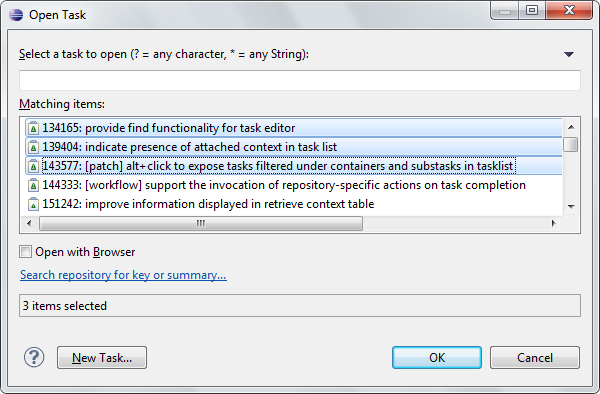 Open Task
Select a task to open (? = any character, * = any String):
Matching items:
134165: provide find functionality for task editor
139404: indicate presence of attached context in task list
143577: [patch] alt+click to expose tasks filtered under containers and substasks in tasklist
144333: [workflow] support the invocation of repository-specific actions on task completion
151242: improve information displayed in retrieve context table
Open with Browser
Search repository for key or summary...
3 items selected
? New Task... OK Cancel